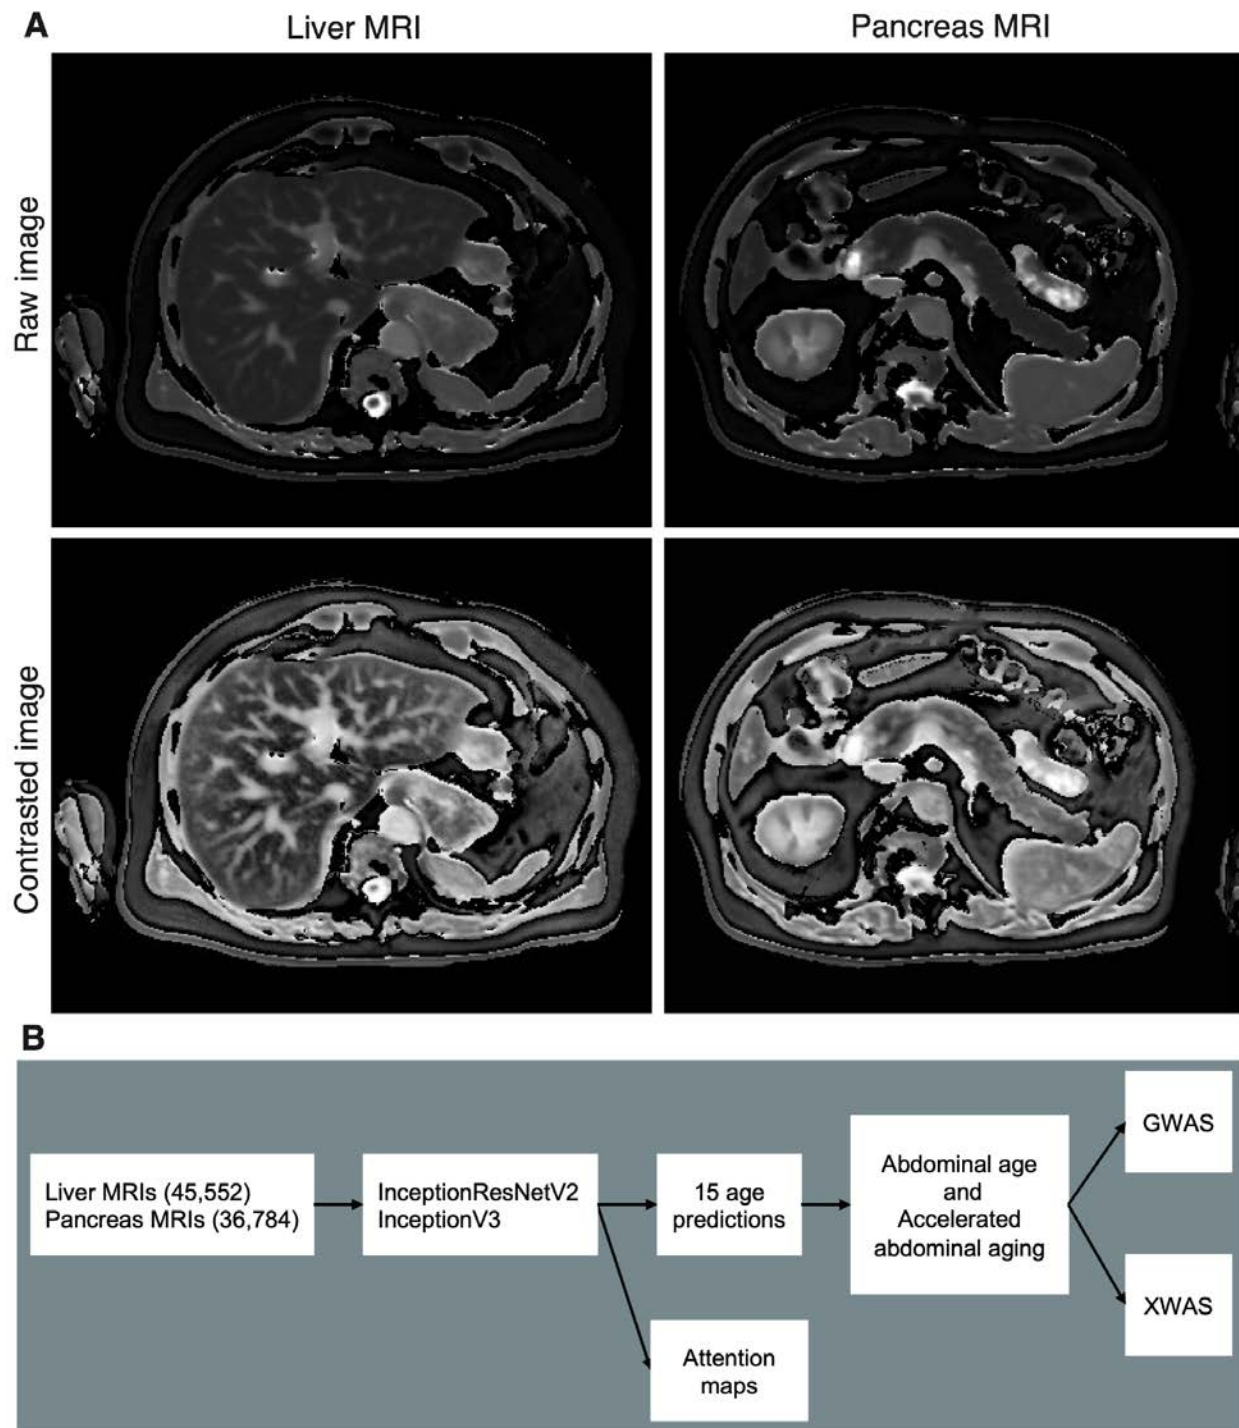 A
Liver MRI
Pancreas MRI
Raw image
Contrasted image
B
Liver MRIs (45,552)
Pancreas MRIs (36,784)
InceptionResNetV2
InceptionV3
15 age
predictions
Attention
maps
Abdominal age
and
Accelerated
abdominal aging
GWAS
XWAS